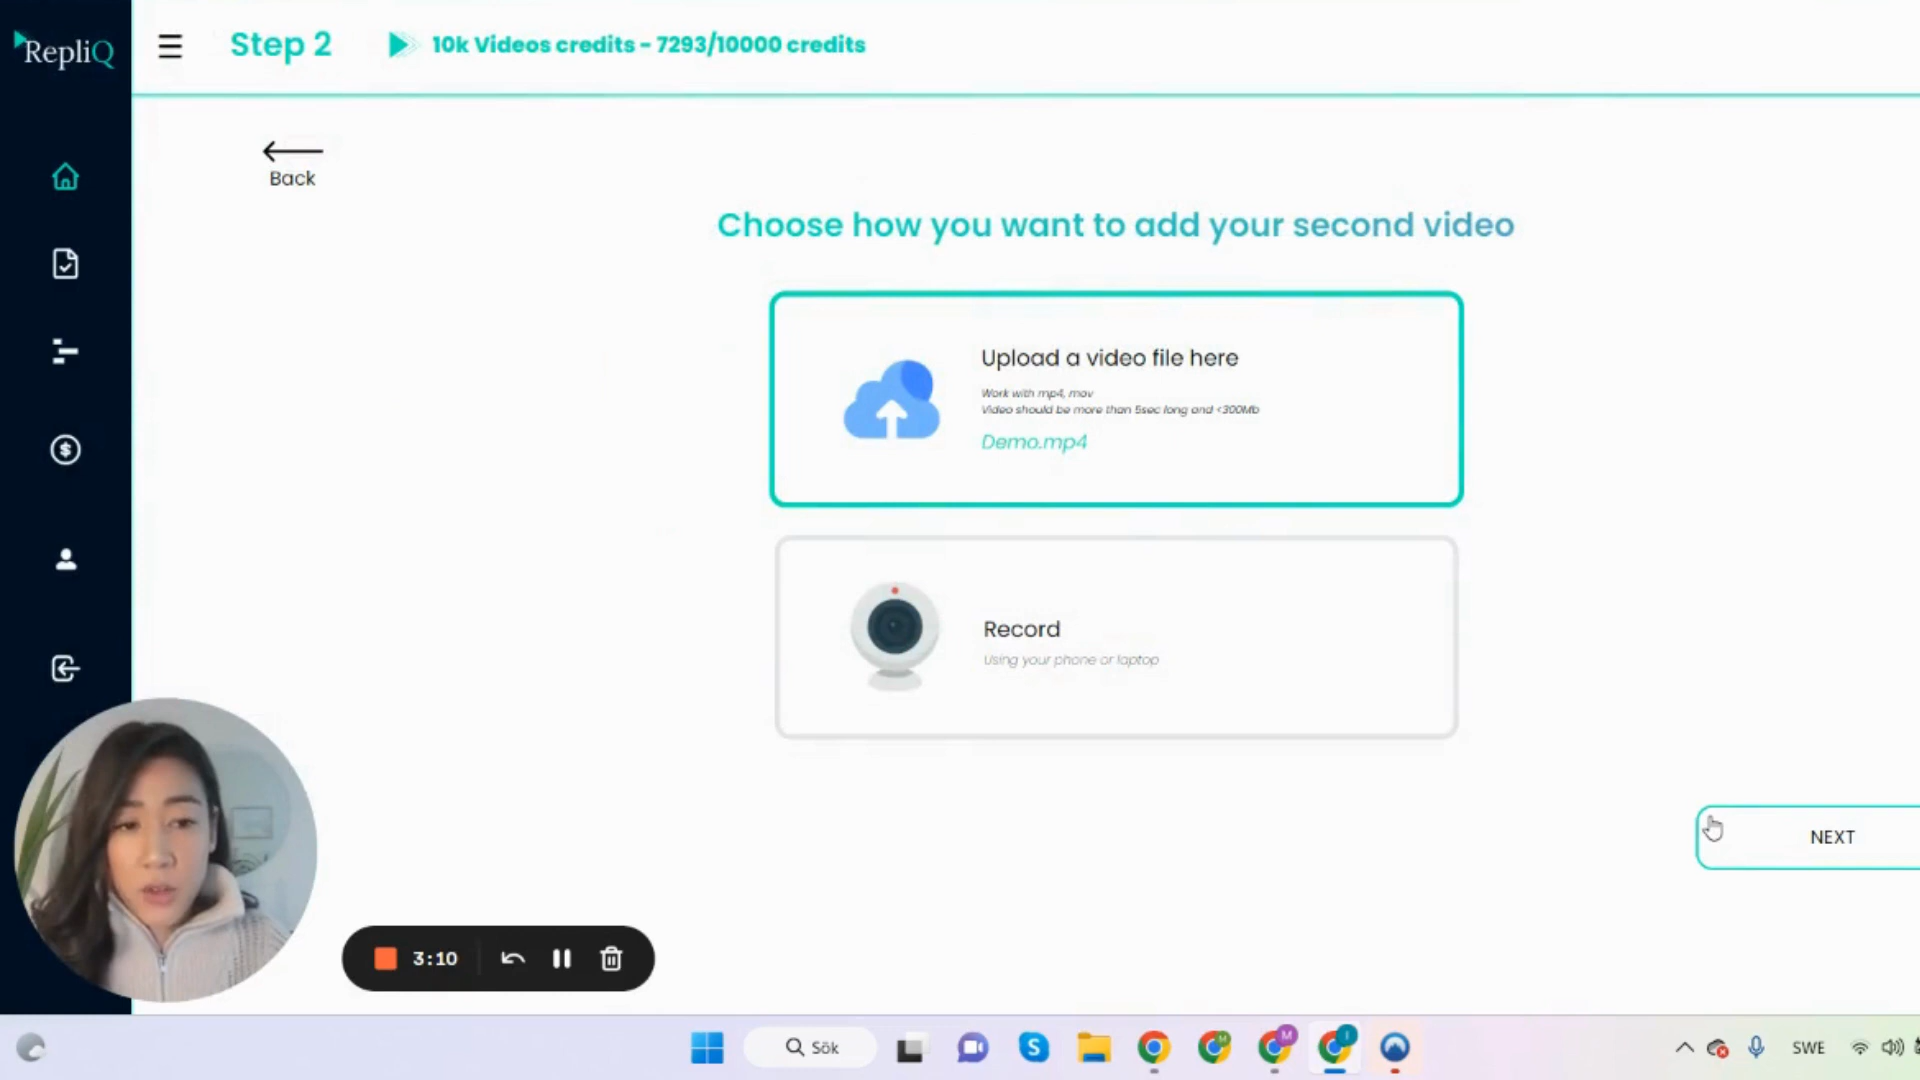 RepliQ
Step 2
10k Videos credits - 7293/10000 credits
Back
Choose how you want to add your second video
Upload a video file here
Work with mp4, mov
Video should be more than 5sec long and <300Mb
Demo.mp4
Record
Using your phone or laptop
NEXT
3:10
Sök
SWE